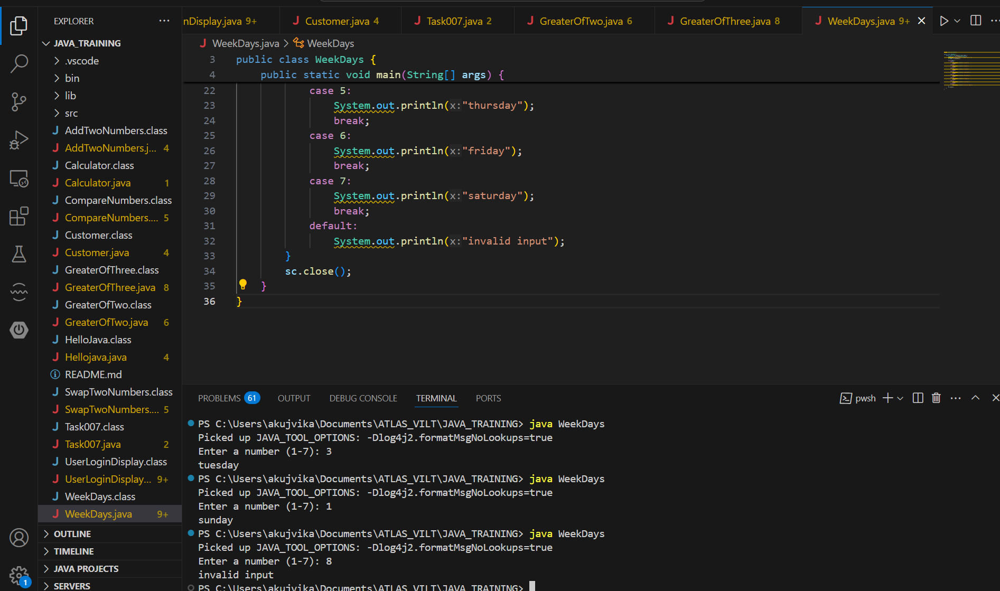 EXPLORER
JAVA_TRAINING
.vscode
bin
lib
src
AddTwoNumbers.class
AddTwoNumbers.j... 4
Calculator.class
Calculator.java 1
CompareNumbers.class
CompareNumbers.... 5
Customer.class
Customer.java 4
GreaterOfThree.class
GreaterOfThree.java 8
GreaterOfTwo.class
GreaterOfTwo.java 6
HelloJava.class
Hellojava.java 4
README.md
SwapTwoNumbers.class
SwapTwoNumbers.... 5
Task007.class
Task007.java 2
UserLoginDisplay.class
UserLoginDisplay... 9+
WeekDays.class
WeekDays.java 9+
OUTLINE
TIMELINE
JAVA PROJECTS
SERVERS
1
nDisplay.java 9+ Customer.java 4 Task007.java 2 GreaterOfTwo.java 6 GreaterOfThree.java 8 WeekDays.java 9+
WeekDays.java > WeekDays
3 public class WeekDays {
4 public static void main(String[] args) {
22 case 5:
23 System.out.println(x:"thursday");
24 break;
25 case 6:
26 System.out.println(x:"friday");
27 break;
28 case 7:
29 System.out.println(x:"saturday");
30 break;
31 default:
32 System.out.println(x:"invalid input");
33 }
34 sc.close();
35 }
36 }
PROBLEMS 61 OUTPUT DEBUG CONSOLE TERMINAL PORTS pwsh
PS C:\Users\akujvika\Documents\ATLAS_VILT\JAVA_TRAINING> java WeekDays
Picked up JAVA_TOOL_OPTIONS: -Dlog4j2.formatMsgNoLookups=true
Enter a number (1-7): 3
tuesday
PS C:\Users\akujvika\Documents\ATLAS_VILT\JAVA_TRAINING> java WeekDays
Picked up JAVA_TOOL_OPTIONS: -Dlog4j2.formatMsgNoLookups=true
Enter a number (1-7): 1
sunday
PS C:\Users\akujvika\Documents\ATLAS_VILT\JAVA_TRAINING> java WeekDays
Picked up JAVA_TOOL_OPTIONS: -Dlog4j2.formatMsgNoLookups=true
Enter a number (1-7): 8
invalid input
PS C:\Users\akujvika\Documents\ATLAS_VILT\JAVA_TRAINING>